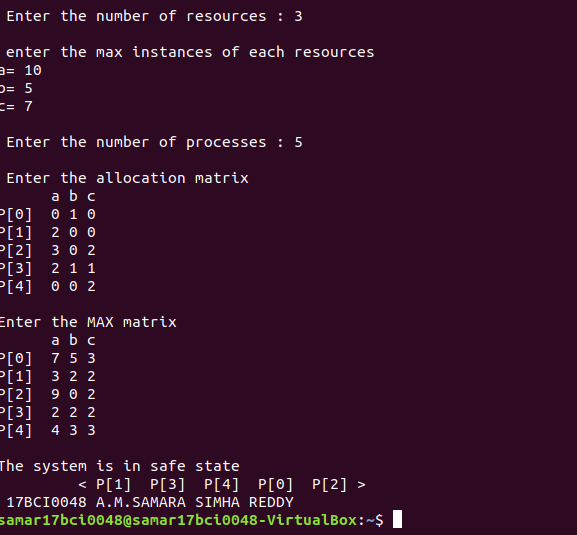 Enter the number of resources : 3
enter the max instances of each resources
a= 10
b= 5
c= 7
Enter the number of processes : 5
Enter the allocation matrix
a b c
P[0] 0 1 0
P[1] 2 0 0
P[2] 3 0 2
P[3] 2 1 1
P[4] 0 0 2
Enter the MAX matrix
a b c
P[0] 7 5 3
P[1] 3 2 2
P[2] 9 0 2
P[3] 2 2 2
P[4] 4 3 3
The system is in safe state
< P[1] P[3] P[4] P[0] P[2] >
17BCI0048 A.M.SAMARA SIMHA REDDY
samar17bci0048@samar17bci0048-VirtualBox:~$